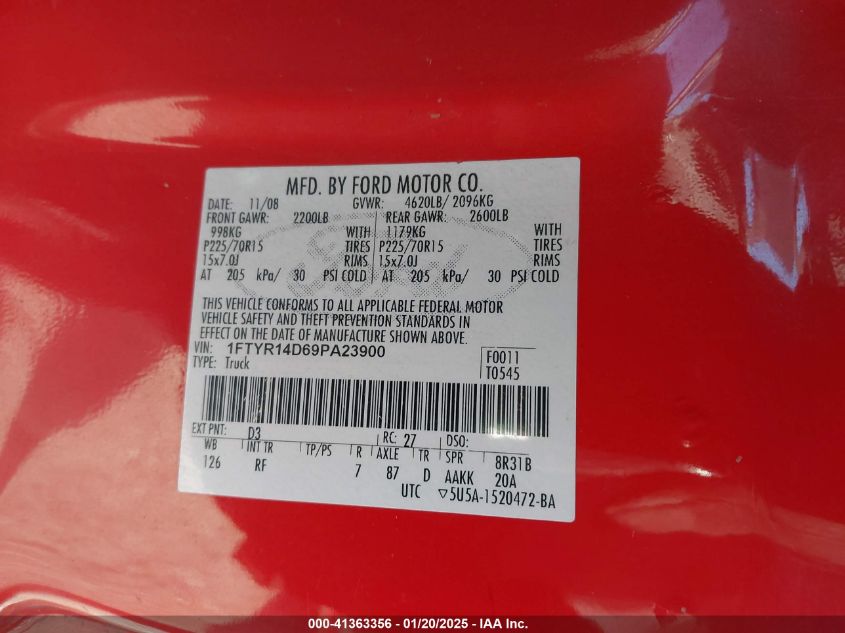 MFD. BY FORD MOTOR CO.
DATE: 11/08 GVWR: 4620LB/ 2096KG
FRONT GAWR: 2200LB REAR GAWR: 2600LB
998KG WITH 1179KG WITH
P225/70R15 TIRES P225/70R15 TIRES
15x7.0J RIMS 15x7.0J RIMS
AT 205 kPa/ 30 PSI COLD AT 205 kPa/ 30 PSI COLD
THIS VEHICLE CONFORMS TO ALL APPLICABLE FEDERAL MOTOR
VEHICLE SAFETY AND THEFT PREVENTION STANDARDS IN
EFFECT ON THE DATE OF MANUFACTURE SHOWN ABOVE.
VIN: 1FTYR14D69PA23900 F0011
TYPE: Truck T0545
EXT PNT: D3 RC: 27 DSO:
WB INT TR TP/PS R AXLE TR SPR 8R31B
126 RF 7 87 D AAKK 20A
UTC ▽5U5A-1520472-BA
000-41363356 - 01/20/2025 - IAA Inc.